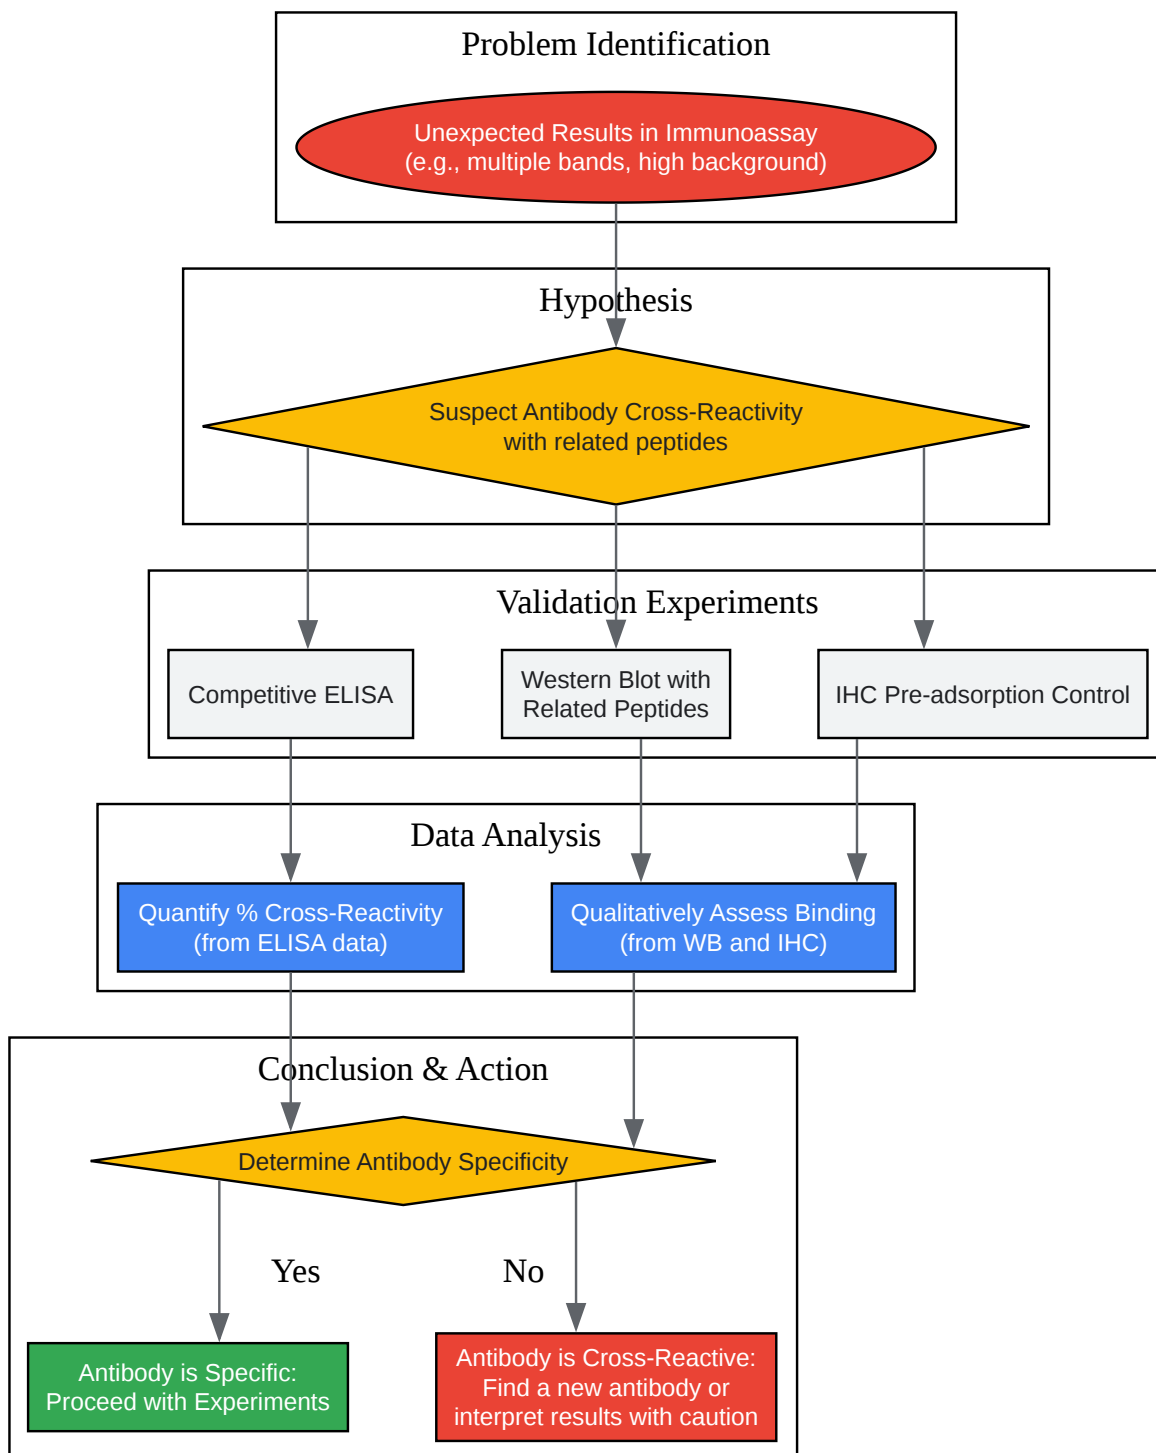 Problem Identification
Unexpected Results in Immunoassay
(e.g., multiple bands, high background)
Hypothesis
Suspect Antibody Cross-Reactivity
with related peptides
Validation Experiments
Competitive ELISA
Western Blot with
Related Peptides
IHC Pre-adsorption Control
Data Analysis
Quantify % Cross-Reactivity
(from ELISA data)
Qualitatively Assess Binding
(from WB and IHC)
Conclusion & Action
Determine Antibody Specificity
Yes
No
Antibody is Specific:
Proceed with Experiments
Antibody is Cross-Reactive:
Find a new antibody or
interpret results with caution